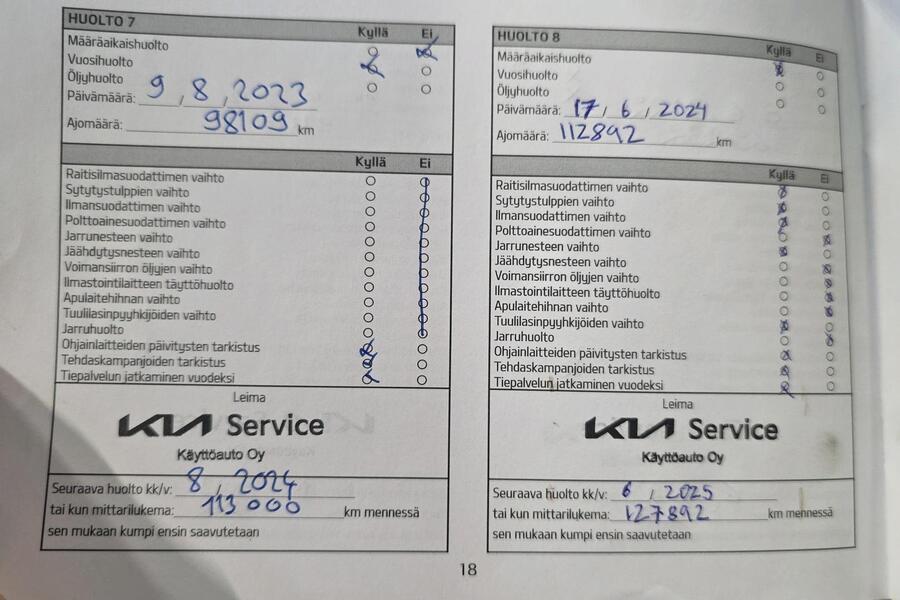 HUOLTO 7
Kyllä Ei
Määräaikaishuolto
Vuosihuolto
Öljyhuolto
Päivämäärä: 9, 8, 2023
Ajomäärä: 98109 km
Kyllä Ei
Raitisilmasuodattimen vaihto
Sytytystulppien vaihto
Ilmansuodattimen vaihto
Polttoainesuodattimen vaihto
Jarrunesteen vaihto
Jäähdytysnesteen vaihto
Voimansiirron öljyjen vaihto
Ilmastointilaitteen täyttöhuolto
Apulaitehihnan vaihto
Tuulilasinpyyhkijöiden vaihto
Jarruhuolto
Ohjainlaitteiden päivitysten tarkistus
Tehdaskampanjoiden tarkistus
Tiepalvelun jatkaminen vuodeksi
Leima
KIA Service
Käyttöauto Oy
Seuraava huolto kk/v: 8, 2024
tai kun mittarilukema: 113000 km mennessä
sen mukaan kumpi ensin saavutetaan
HUOLTO 8
Kyllä Ei
Määräaikaishuolto
Vuosihuolto
Öljyhuolto
Päivämäärä: 17, 6, 2024
Ajomäärä: 112892 km
Kyllä Ei
Raitisilmasuodattimen vaihto
Sytytystulppien vaihto
Ilmansuodattimen vaihto
Polttoainesuodattimen vaihto
Jarrunesteen vaihto
Jäähdytysnesteen vaihto
Voimansiirron öljyjen vaihto
Ilmastointilaitteen täyttöhuolto
Apulaitehihnan vaihto
Tuulilasinpyyhkijöiden vaihto
Jarruhuolto
Ohjainlaitteiden päivitysten tarkistus
Tehdaskampanjoiden tarkistus
Tiepalvelun jatkaminen vuodeksi
Leima
KIA Service
Käyttöauto Oy
Seuraava huolto kk/v: 6, 2025
tai kun mittarilukema: 127892 km mennessä
sen mukaan kumpi ensin saavutetaan
18